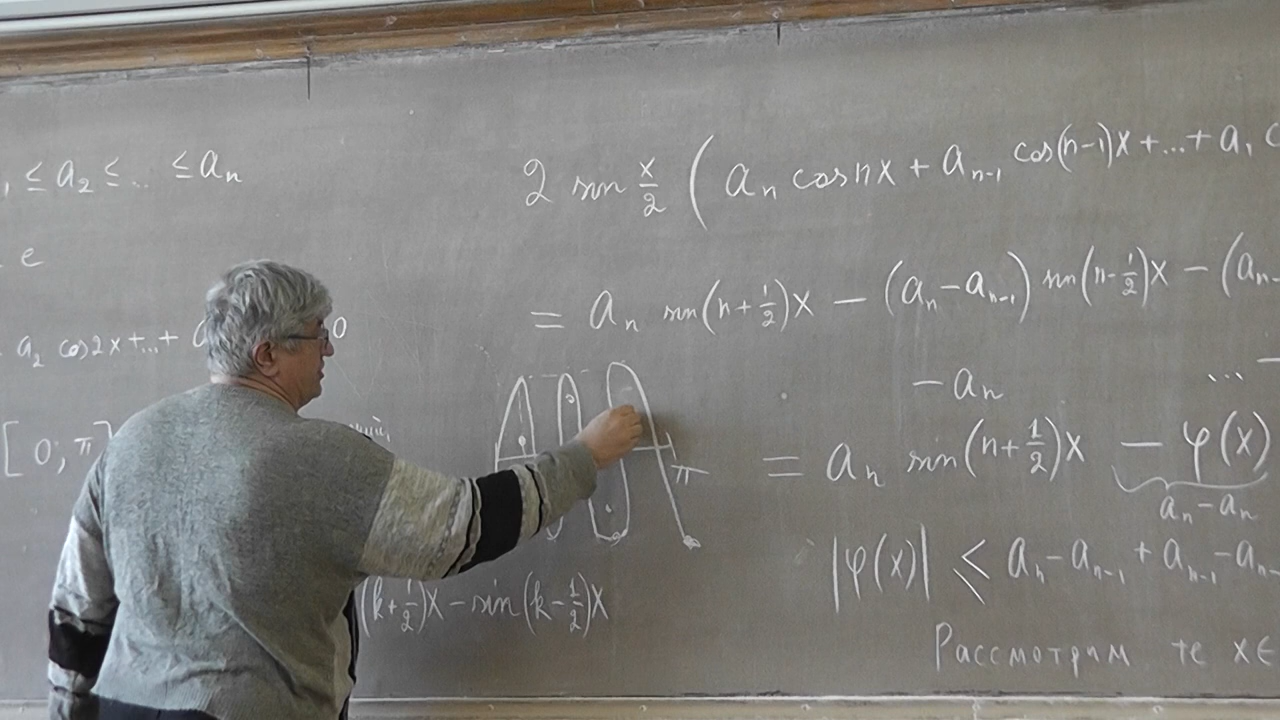 ≤ a₂ ≤ ... ≤ aₙ
e
a₂ cos2x+...+
0
[0; π]
2 sin x/2 ( aₙ cos nx + aₙ₋₁ cos(n-1)x + ... + a₁ c
= aₙ sin(n+1/2)x − (aₙ-aₙ₋₁) sin(n-1/2)x − (aₙ-
−aₙ ... −
= aₙ sin(n+1/2)x − φ(x)
aₙ-aₙ
π
|φ(x)| ≤ aₙ-aₙ₋₁ + aₙ₋₁-aₙ-
(k+1/2)x − sin(k-1/2)x
Рассмотрим те x∈